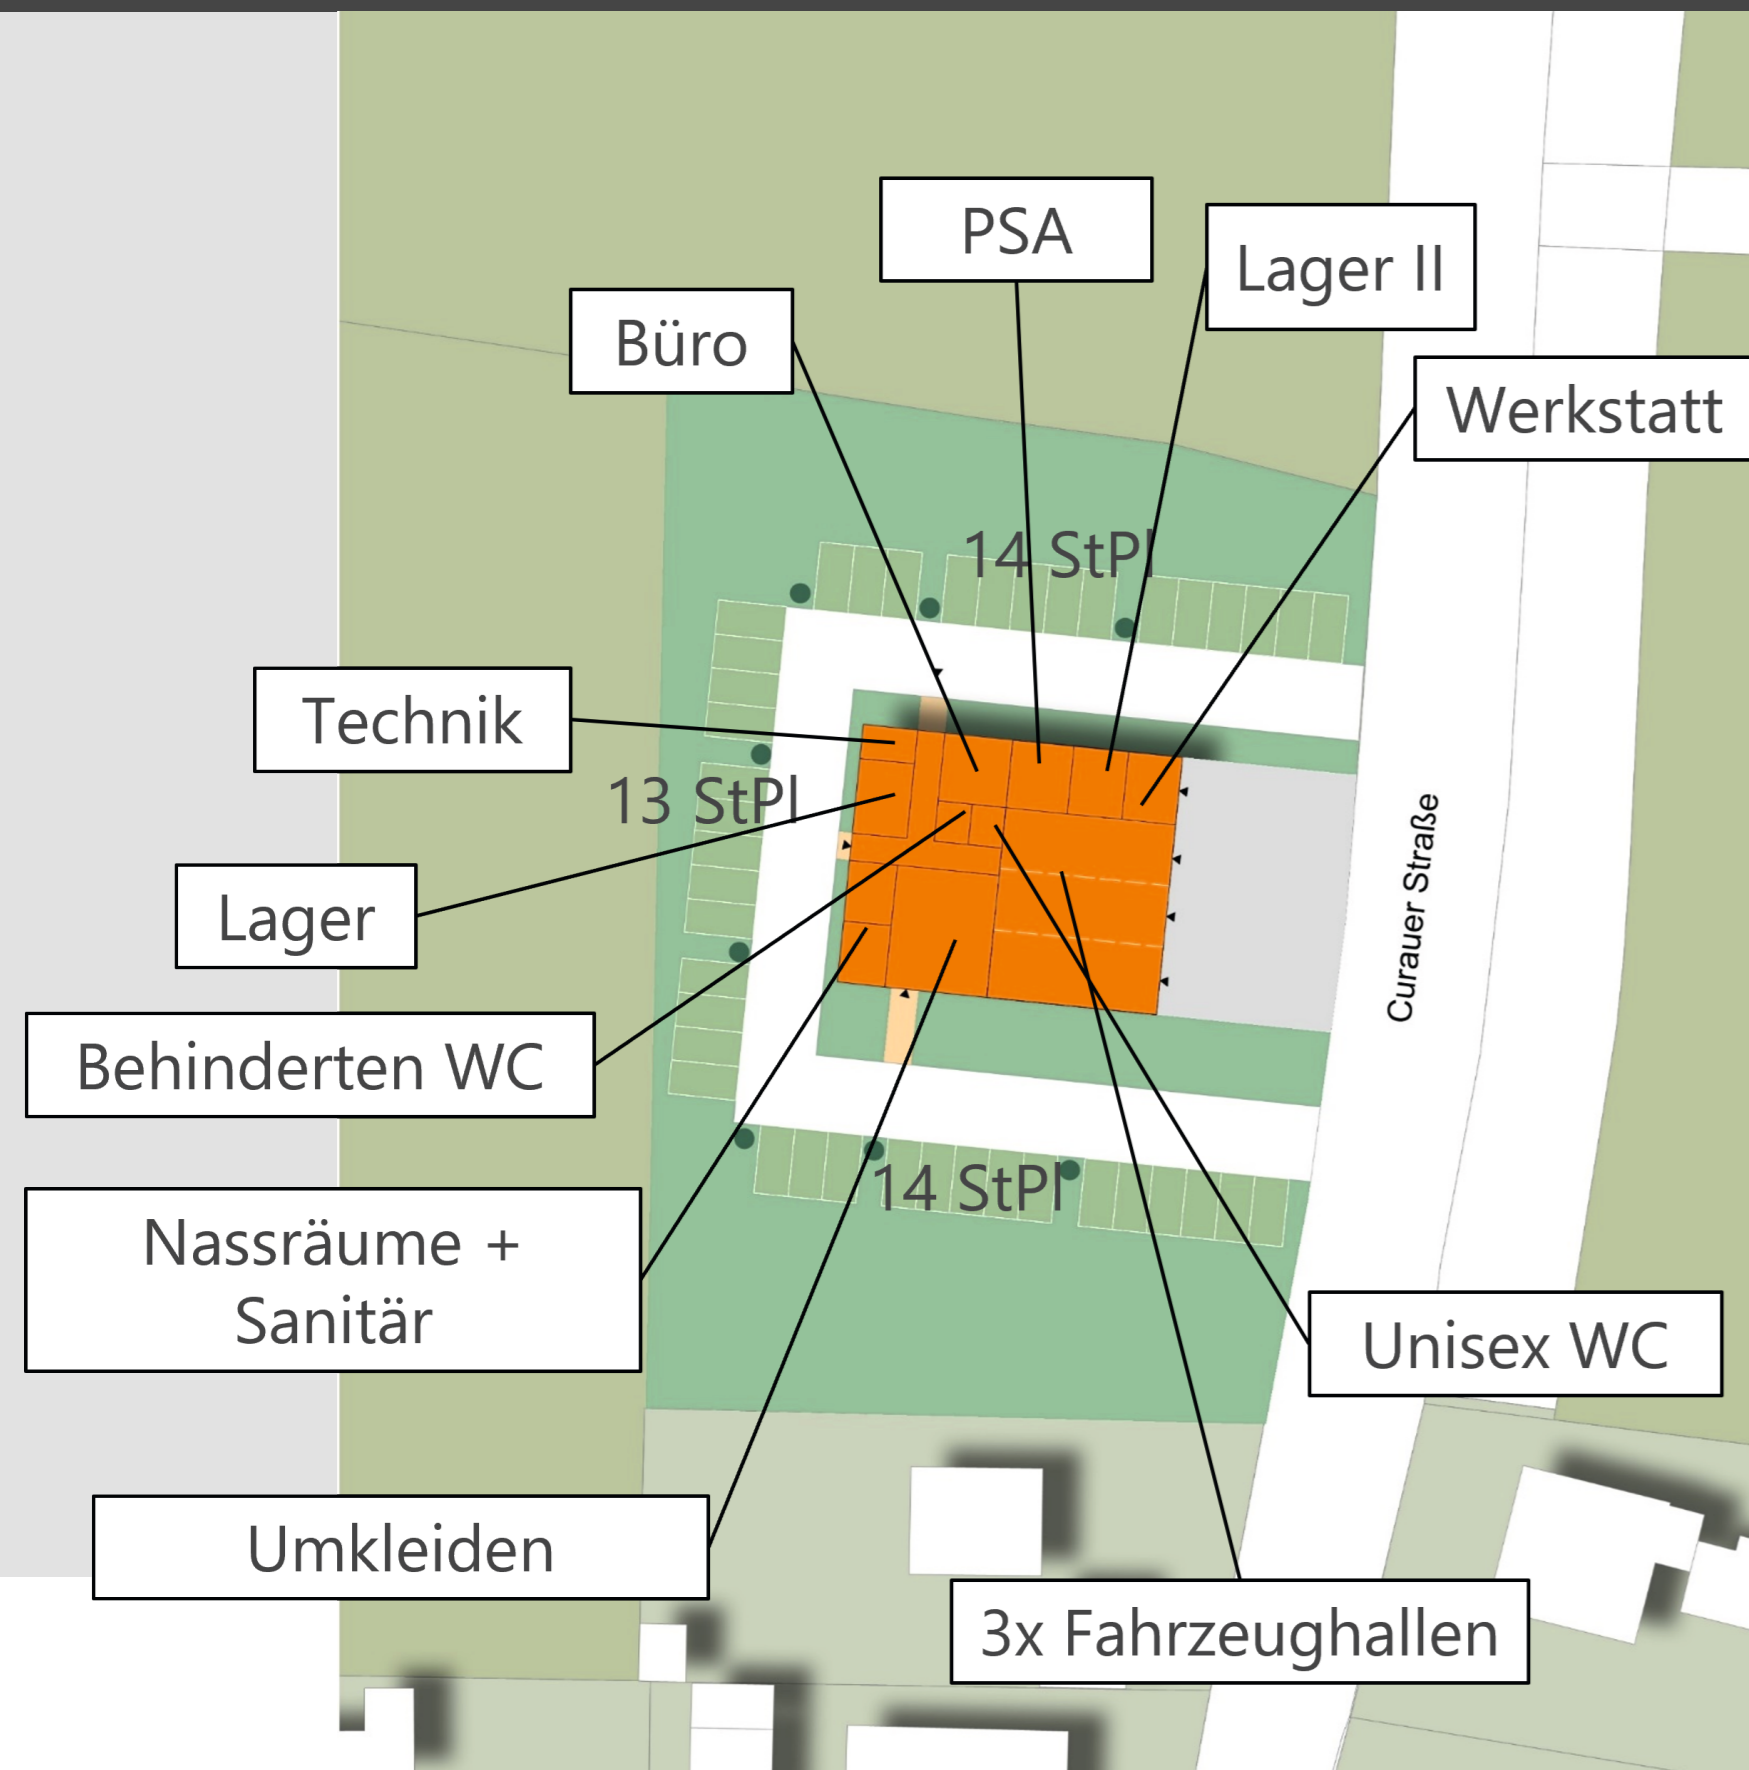 PSA
Lager II
Büro
Werkstatt
14 StPl
Technik
13 StPl
Lager
Curauer Straße
Behinderten WC
14 StPl
Nassräume +
Sanitär
Unisex WC
Umkleiden
3x Fahrzeughallen